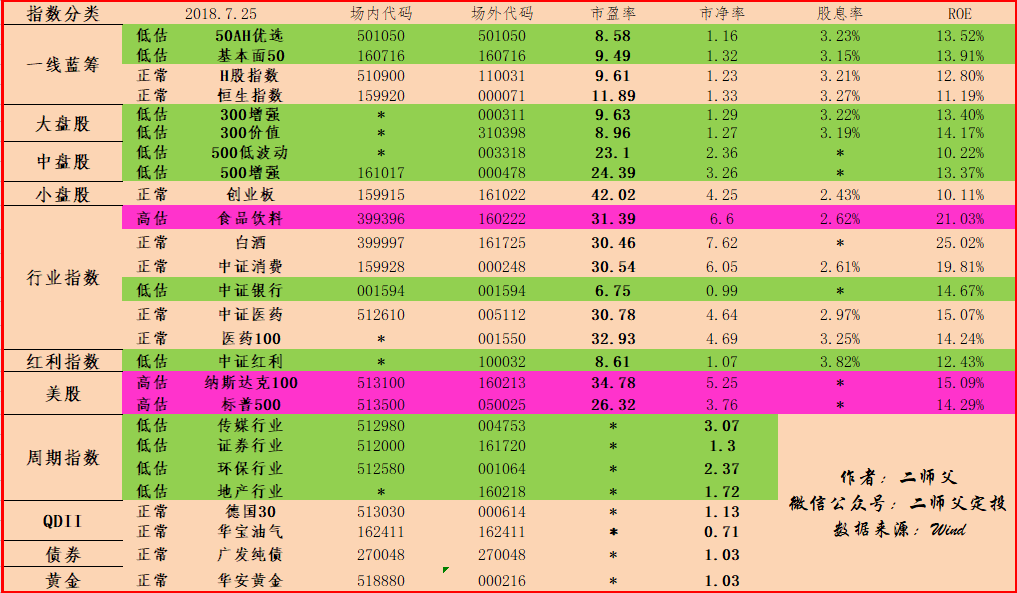 指数分类 2018.7.25 场内代码 场外代码 市盈率 市净率 股息率 ROE
一线蓝筹
低估 50AH优选 501050 501050 8.58 1.16 3.23% 13.52%
低估 基本面50 160716 160716 9.49 1.32 3.15% 13.91%
正常 H股指数 510900 110031 9.61 1.23 3.21% 12.80%
正常 恒生指数 159920 000071 11.89 1.33 3.27% 11.19%
大盘股
低估 300增强 * 000311 9.63 1.29 3.22% 13.40%
低估 300价值 * 310398 8.96 1.27 3.19% 14.17%
中盘股
低估 500低波动 * 003318 23.1 2.36 * 10.22%
低估 500增强 161017 000478 24.39 3.26 * 13.37%
小盘股 正常 创业板 159915 161022 42.02 4.25 2.43% 10.11%
行业指数
高估 食品饮料 399396 160222 31.39 6.6 2.62% 21.03%
正常 白酒 399997 161725 30.46 7.62 * 25.02%
正常 中证消费 159928 000248 30.54 6.05 2.61% 19.81%
低估 中证银行 001594 001594 6.75 0.99 * 14.67%
正常 中证医药 512610 005112 30.78 4.64 2.97% 15.07%
正常 医药100 * 001550 32.93 4.69 3.25% 14.24%
红利指数 低估 中证红利 * 100032 8.61 1.07 3.82% 12.43%
美股
高估 纳斯达克100 513100 160213 34.78 5.25 * 15.09%
高估 标普500 513500 050025 26.32 3.76 * 14.29%
周期指数
低估 传媒行业 512980 004753 * 3.07
低估 证券行业 512000 161720 * 1.3
低估 环保行业 512580 001064 * 2.37
低估 地产行业 * 160218 * 1.72
QDII
正常 德国30 513030 000614 * 1.13
正常 华宝油气 162411 162411 * 0.71
债券 正常 广发纯债 270048 270048 * 1.03
黄金 正常 华安黄金 518880 000216 * 1.03
作者：二师父
微信公众号：二师父定投
数据来源：Wind